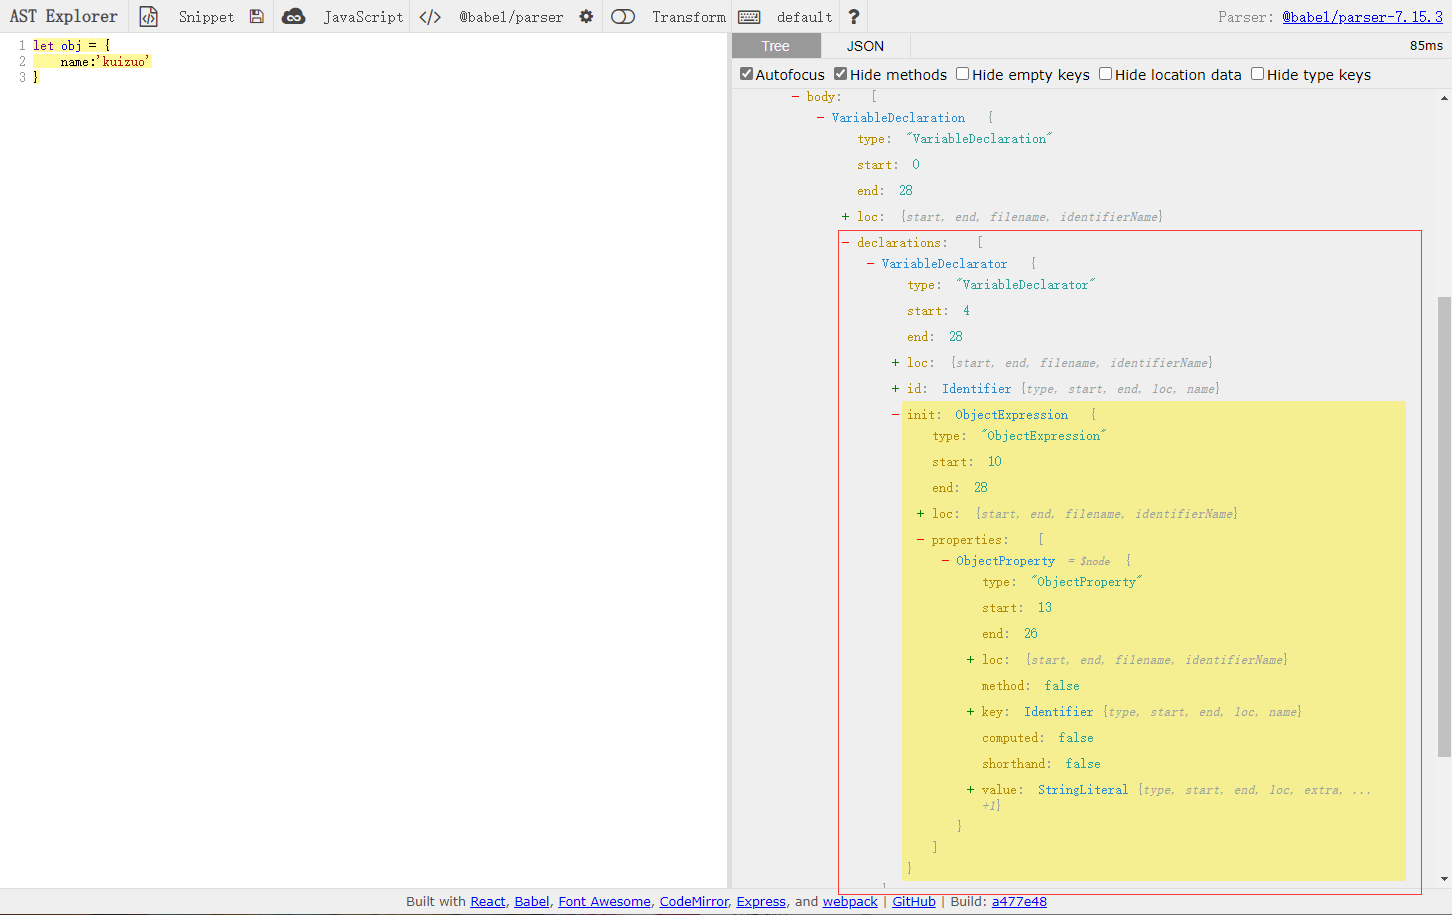 AST Explorer Snippet JavaScript </> @babel/parser Transform default ? Parser: @babel/parser-7.15.3
Tree JSON 85ms
Autofocus Hide methods Hide empty keys Hide location data Hide type keys
1 let obj = {
2 name:'kuizuo'
3 }
- body: [
- VariableDeclaration {
type: "VariableDeclaration"
start: 0
end: 28
+ loc: {start, end, filename, identifierName}
- declarations: [
- VariableDeclarator {
type: "VariableDeclarator"
start: 4
end: 28
+ loc: {start, end, filename, identifierName}
+ id: Identifier {type, start, end, loc, name}
- init: ObjectExpression {
type: "ObjectExpression"
start: 10
end: 28
+ loc: {start, end, filename, identifierName}
- properties: [
- ObjectProperty = $node {
type: "ObjectProperty"
start: 13
end: 26
+ loc: {start, end, filename, identifierName}
method: false
+ key: Identifier {type, start, end, loc, name}
computed: false
shorthand: false
+ value: StringLiteral {type, start, end, loc, extra, ...
+1}
}
]
}
Built with React, Babel, Font Awesome, CodeMirror, Express, and webpack | GitHub | Build: a477e48